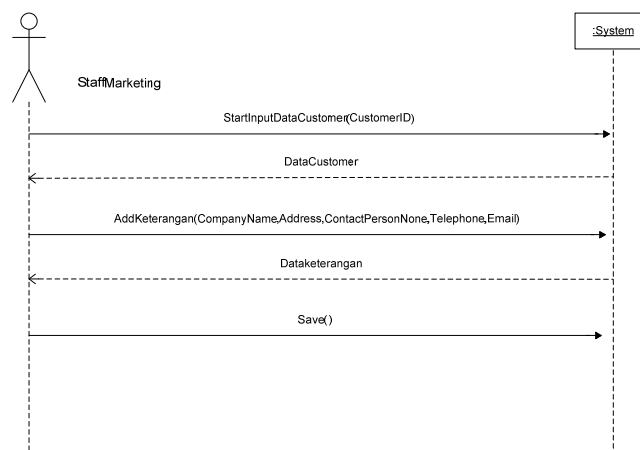 :System
StaffMarketing
StartInputDataCustomer(CustomerID)
DataCustomer
AddKeterangan(CompanyName,Address,ContactPersonNone,Telephone,Email)
Dataketerangan
Save()